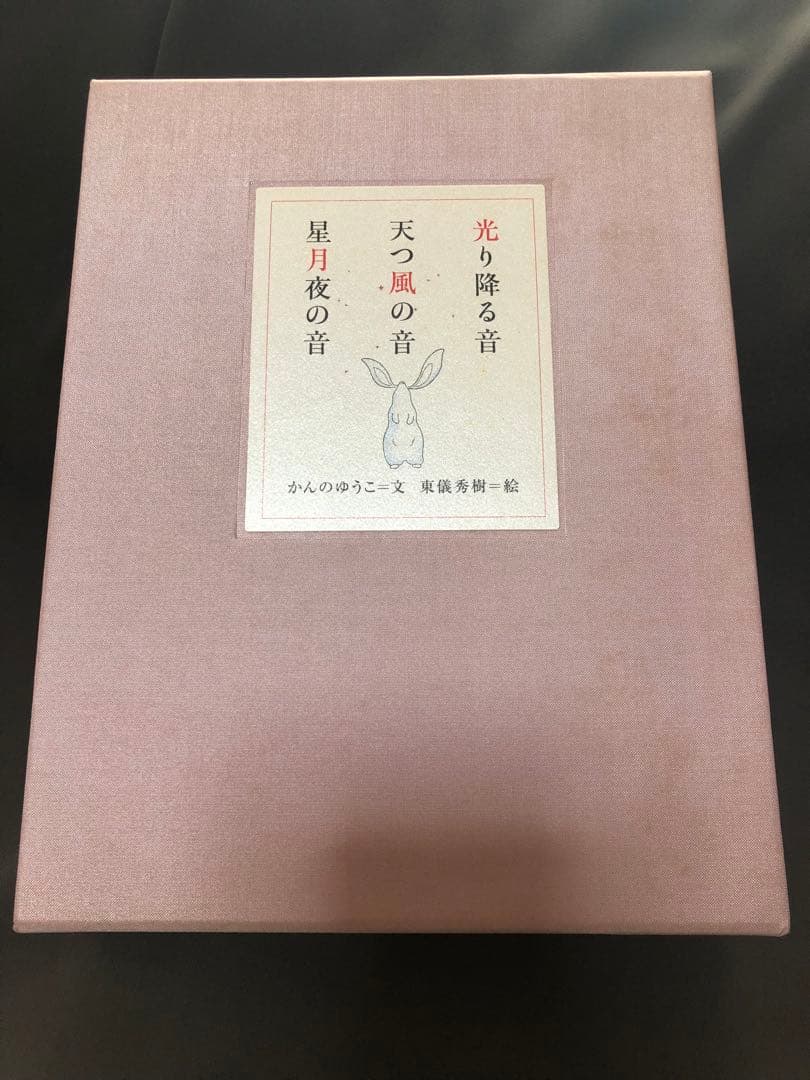 光り降る音
天つ風の音
星月夜の音
かんのゆうこ＝文　東儀秀樹＝絵